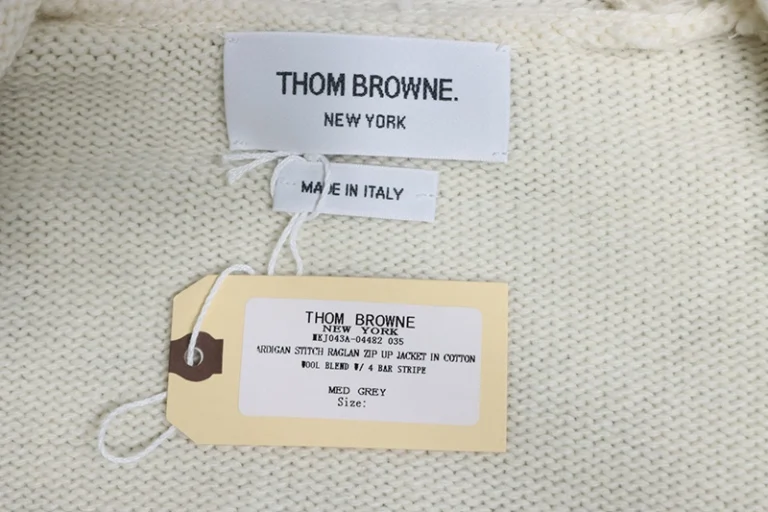 THOM BROWNE.
NEW YORK
MADE IN ITALY
THOM BROWNE
NEW YORK
MKJ043A-04482 035
ARDIGAN STITCH RAGLAN ZIP UP JACKET IN COTTON
WOOL BLEND W/ 4 BAR STRIPE
MED GREY
Size: